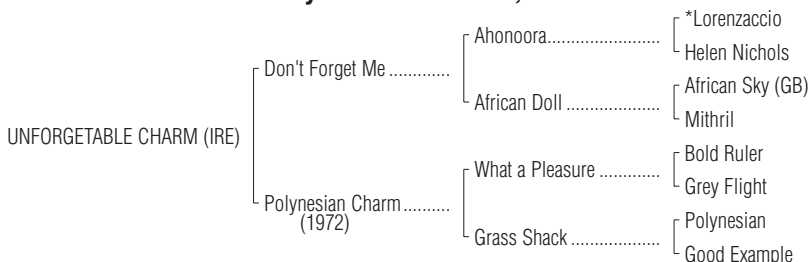 *Lorenzaccio
Ahonoora......................
Helen Nichols
Don't Forget Me .............
African Sky (GB)
African Doll ....................
Mithril
UNFORGETABLE CHARM (IRE)
Bold Ruler
What a Pleasure .............
Grey Flight
Polynesian Charm..........
(1972)
Polynesian
Grass Shack ...................
Good Example